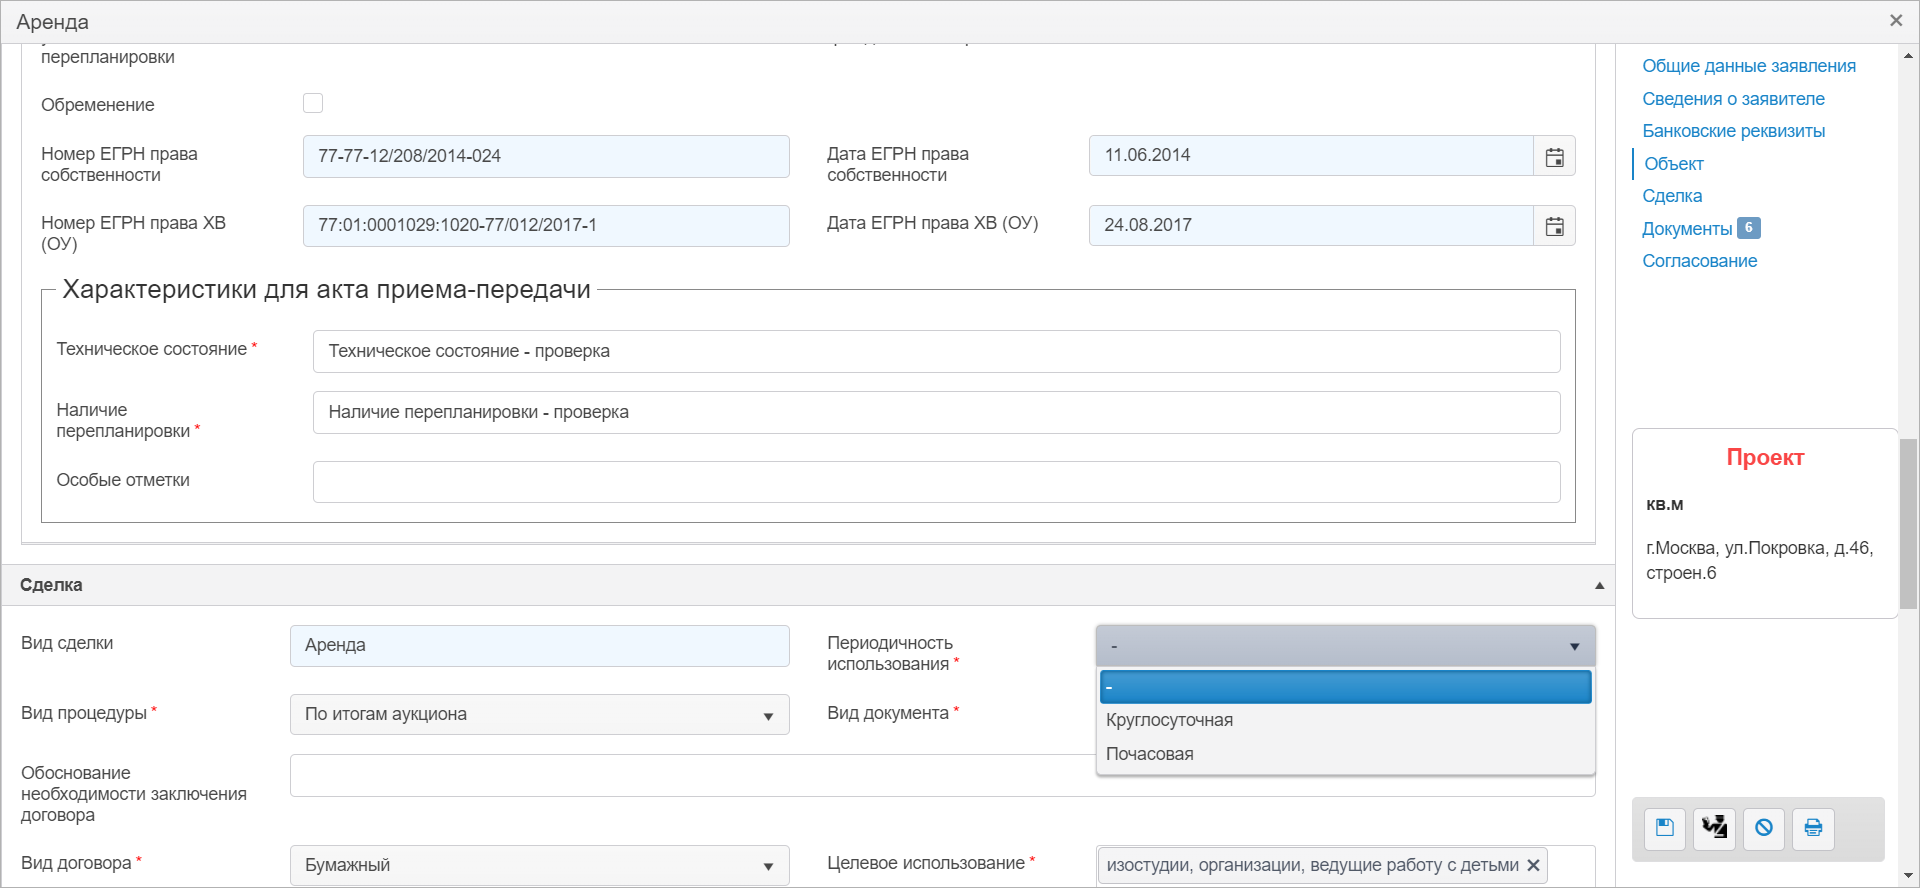 Аренда
перепланировки
Обременение
Номер ЕГРН права
собственности
77-77-12/208/2014-024
Дата ЕГРН права
собственности
11.06.2014
Номер ЕГРН права ХВ
(ОУ)
77:01:0001029:1020-77/012/2017-1
Дата ЕГРН права ХВ (ОУ)
24.08.2017
Характеристики для акта приема-передачи
Техническое состояние *
Техническое состояние - проверка
Наличие
перепланировки *
Наличие перепланировки - проверка
Особые отметки
Сделка
Вид сделки
Аренда
Периодичность
использования *
-
-
Круглосуточная
Почасовая
Вид процедуры *
По итогам аукциона
Вид документа *
Обоснование
необходимости заключения
договора
Вид договора *
Бумажный
Целевое использование *
изостудии, организации, ведущие работу с детьми
Общие данные заявления
Сведения о заявителе
Банковские реквизиты
Объект
Сделка
Документы 6
Согласование
Проект
кв.м
г.Москва, ул.Покровка, д.46,
строен.6